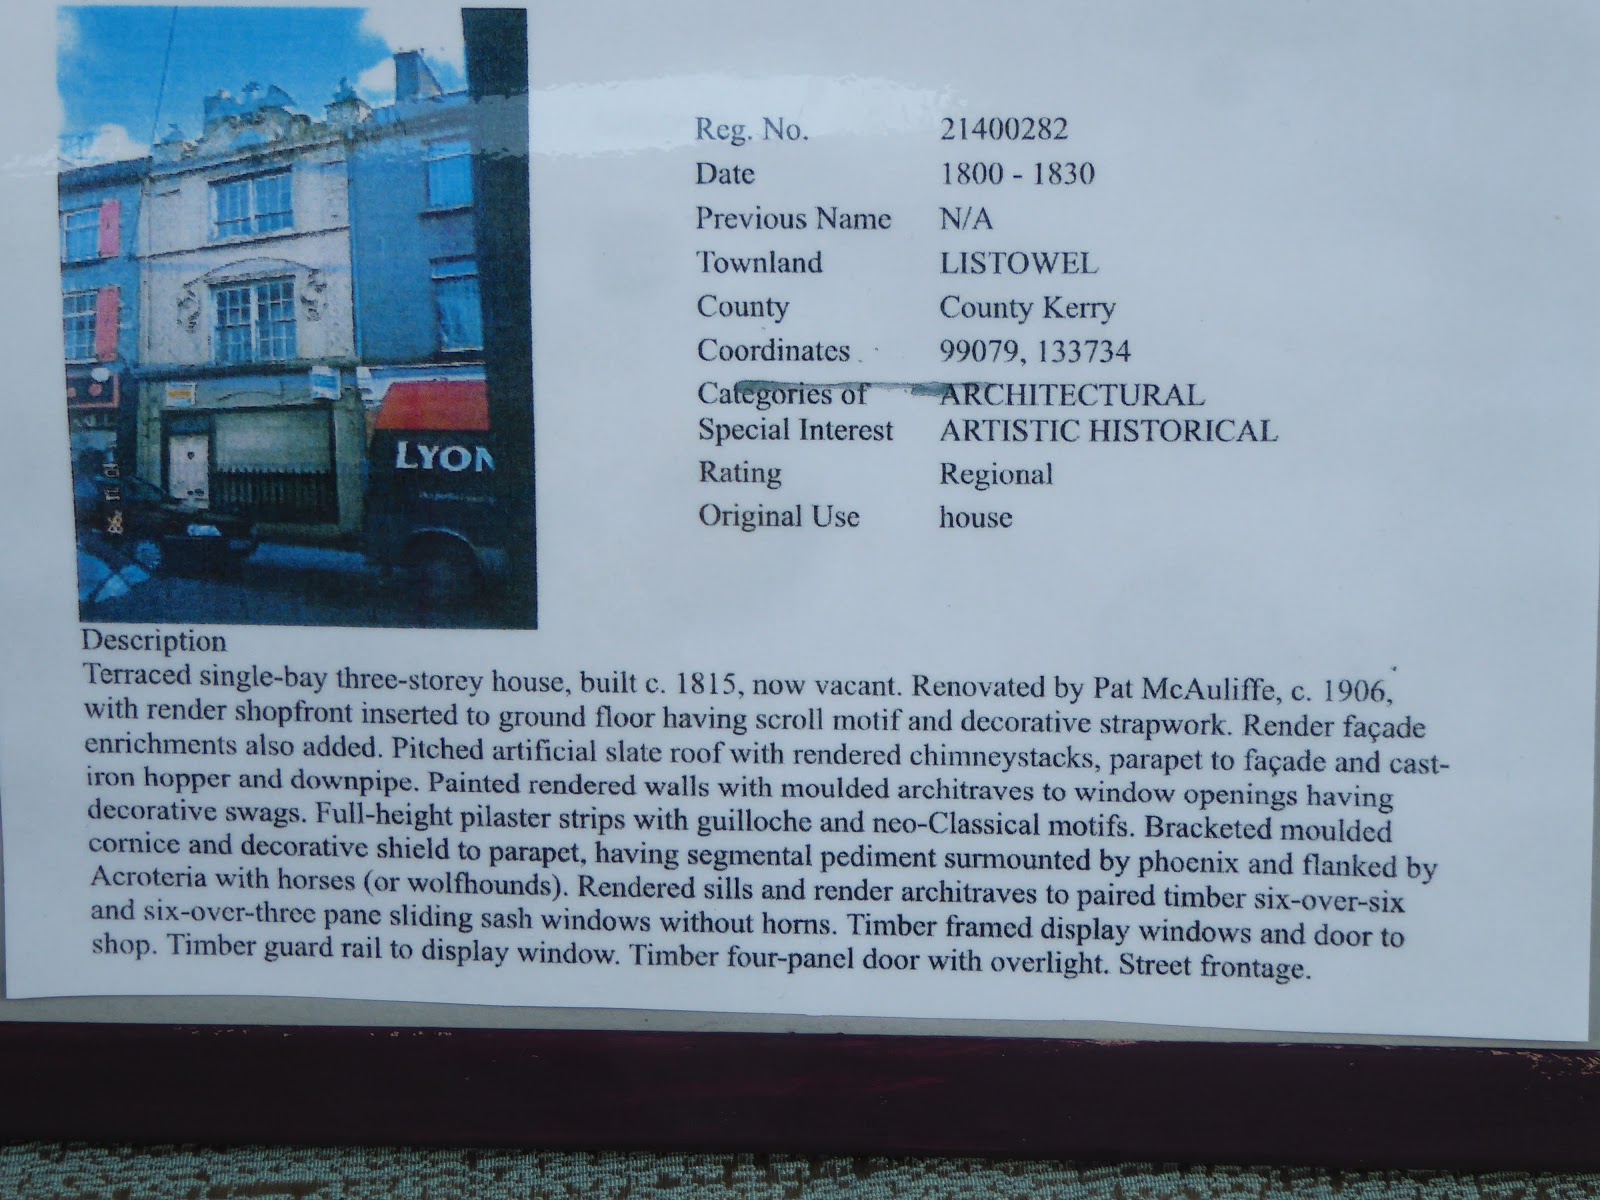 LYON
Reg. No. 21400282
Date 1800 - 1830
Previous Name N/A
Townland LISTOWEL
County County Kerry
Coordinates 99079, 133734
Categories of ARCHITECTURAL
Special Interest ARTISTIC HISTORICAL
Rating Regional
Original Use house
Description
Terraced single-bay three-storey house, built c. 1815, now vacant. Renovated by Pat McAuliffe, c. 1906,
with render shopfront inserted to ground floor having scroll motif and decorative strapwork. Render façade
enrichments also added. Pitched artificial slate roof with rendered chimneystacks, parapet to façade and cast-
iron hopper and downpipe. Painted rendered walls with moulded architraves to window openings having
decorative swags. Full-height pilaster strips with guilloche and neo-Classical motifs. Bracketed moulded
cornice and decorative shield to parapet, having segmental pediment surmounted by phoenix and flanked by
Acroteria with horses (or wolfhounds). Rendered sills and render architraves to paired timber six-over-six
and six-over-three pane sliding sash windows without horns. Timber framed display windows and door to
shop. Timber guard rail to display window. Timber four-panel door with overlight. Street frontage.